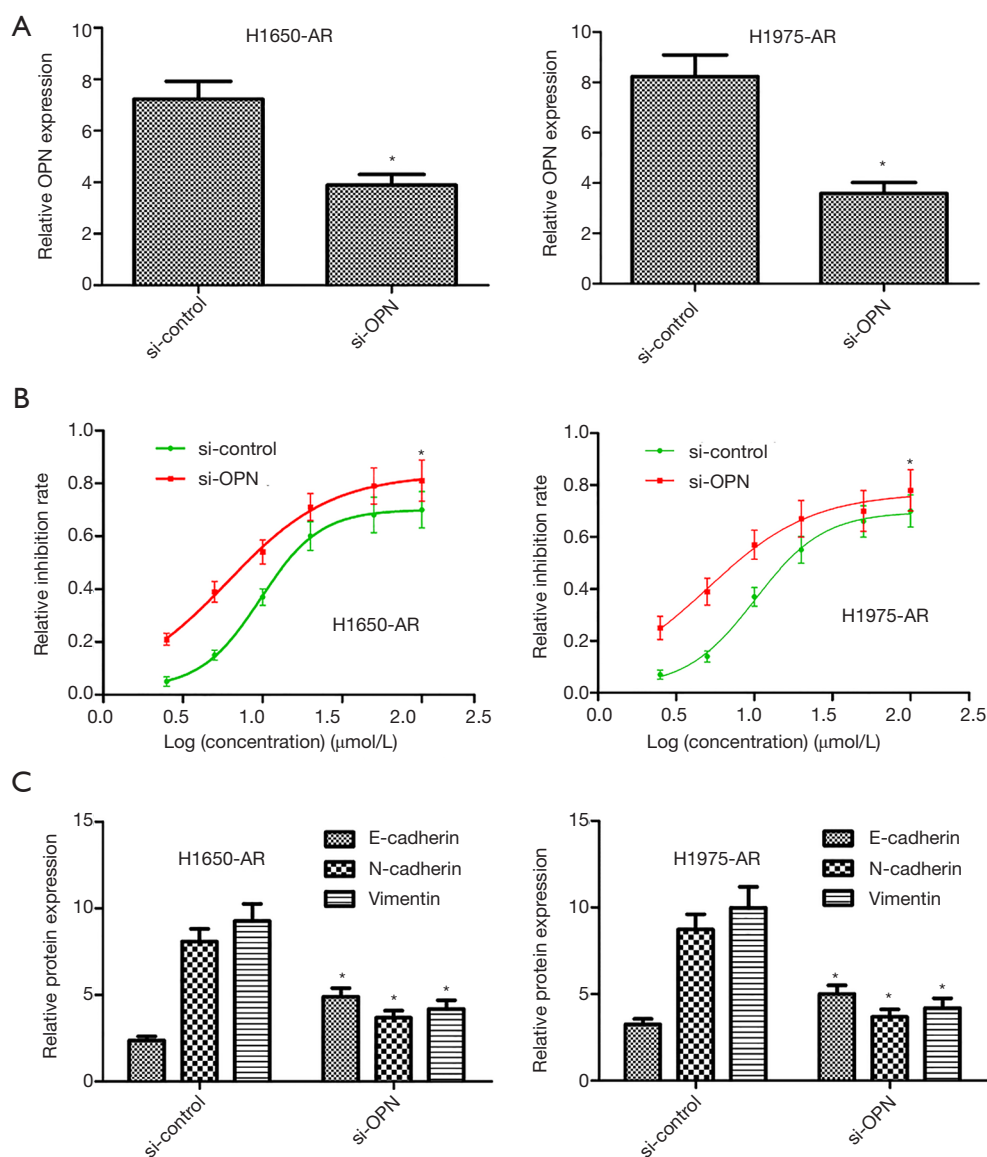 A
H1650-AR
Relative OPN expression
10
8
6
4
2
0
*
si-control
si-OPN
H1975-AR
Relative OPN expression
10
8
6
4
2
0
*
si-control
si-OPN
B
Relative inhibition rate
1.0
0.8
0.6
0.4
0.2
0.0
si-control
si-OPN
*
H1650-AR
0.0 0.5 1.0 1.5 2.0 2.5
Log (concentration) (μmol/L)
Relative inhibition rate
1.0
0.8
0.6
0.4
0.2
0.0
si-control
si-OPN
*
H1975-AR
0.0 0.5 1.0 1.5 2.0 2.5
Log (concentration) (μmol/L)
C
Relative protein expression
15
10
5
0
H1650-AR
E-cadherin
N-cadherin
Vimentin
* * *
si-control
si-OPN
Relative protein expression
15
10
5
0
H1975-AR
E-cadherin
N-cadherin
Vimentin
* * *
si-control
si-OPN